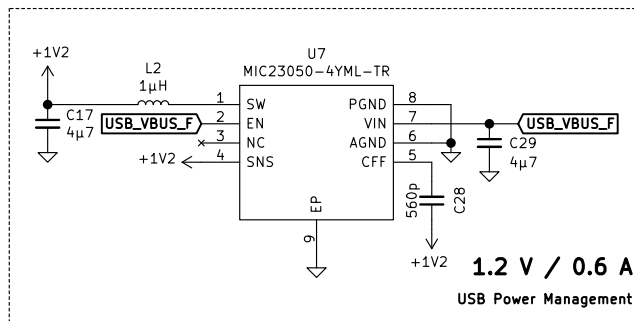 U7
MIC23050-4YML-TR
+1V2
L2
1µH
C17
4µ7
USB_VBUS_F
+1V2
1 SW
2 EN
3 NC
4 SNS
PGND 8
VIN 7
AGND 6
CFF 5
EP
9
USB_VBUS_F
C29
4µ7
560p
C28
+1V2
1.2 V / 0.6 A
USB Power Management